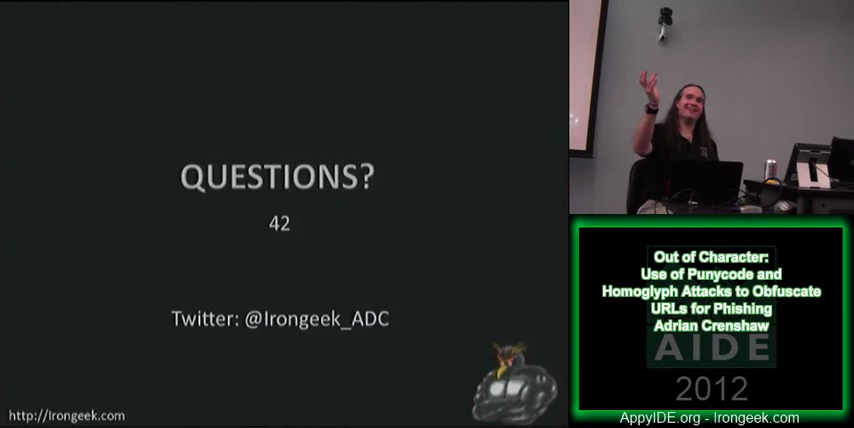 QUESTIONS?
42
Twitter: @Irongeek_ADC
http://Irongeek.com
Out of Character:
Use of Punycode and
Homoglyph Attacks to Obfuscate
URLs for Phishing
Adrian Crenshaw
AIDE
2012
AppyIDE.org - Irongeek.com